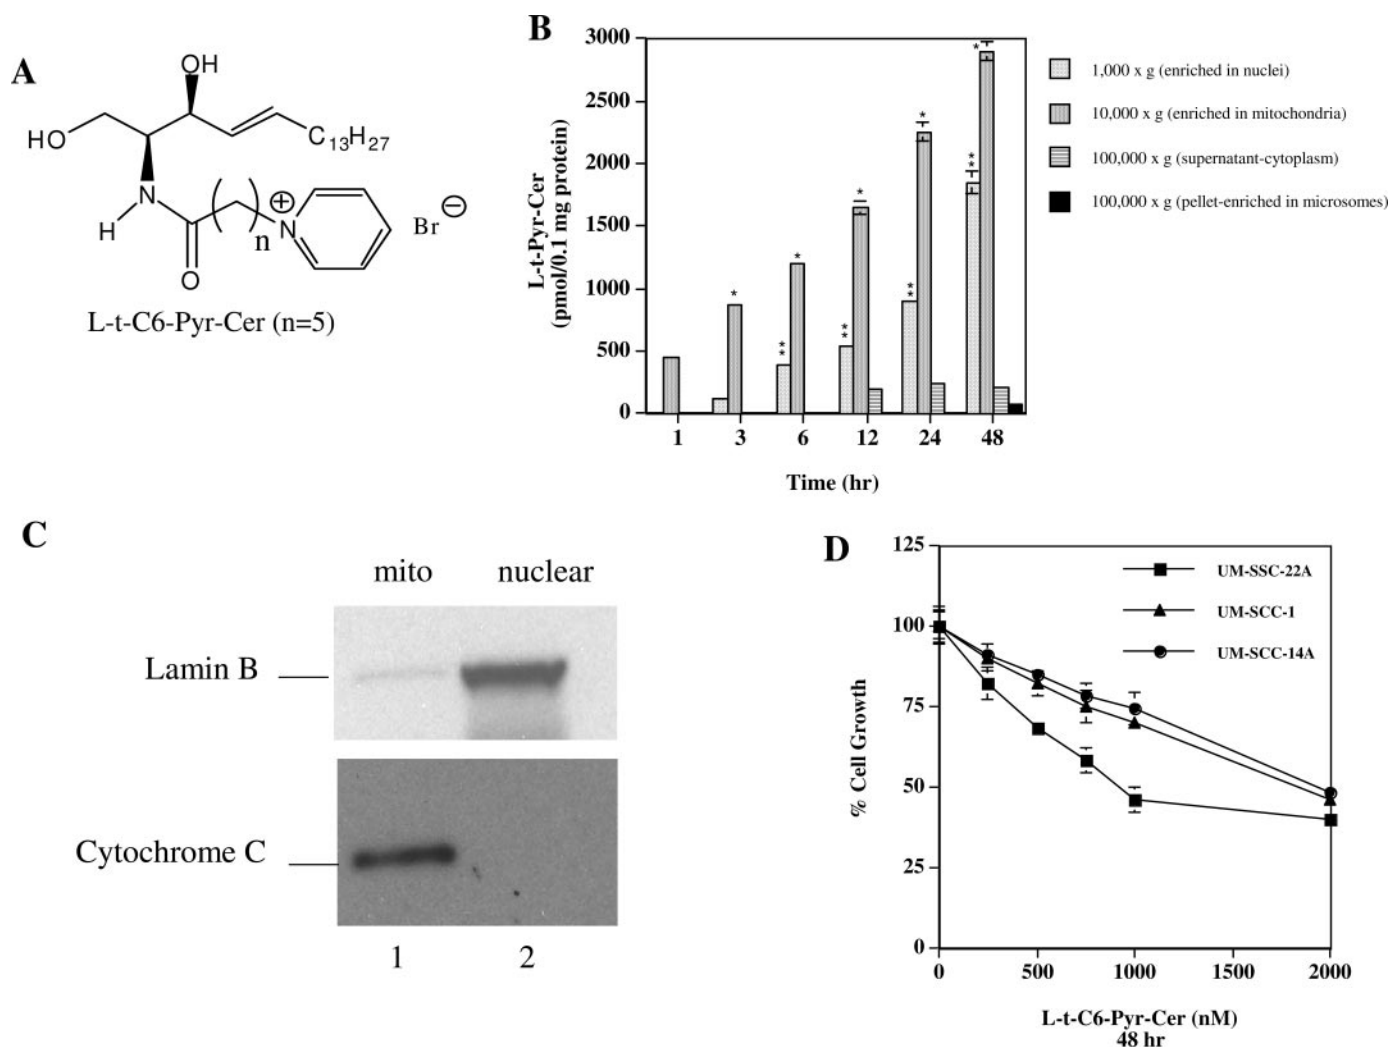 A
OH
HO
C13H27
N
H
O
n
N
⊕
Br
⊖
L-t-C6-Pyr-Cer (n=5)
B
L-t-Pyr-Cer
(pmol/0.1 mg protein)
3000
2500
2000
1500
1000
500
0
*
*
**
*
**
*
**
*
**
1
3
6
12
24
48
Time (hr)
1,000 x g (enriched in nuclei)
10,000 x g (enriched in mitochondria)
100,000 x g (supernatant-cytoplasm)
100,000 x g (pellet-enriched in microsomes)
C
mito
nuclear
Lamin B
Cytochrome C
1
2
D
% Cell Growth
125
100
75
50
25
0
UM-SSC-22A
UM-SCC-1
UM-SCC-14A
0
500
1000
1500
2000
L-t-C6-Pyr-Cer (nM)
48 hr